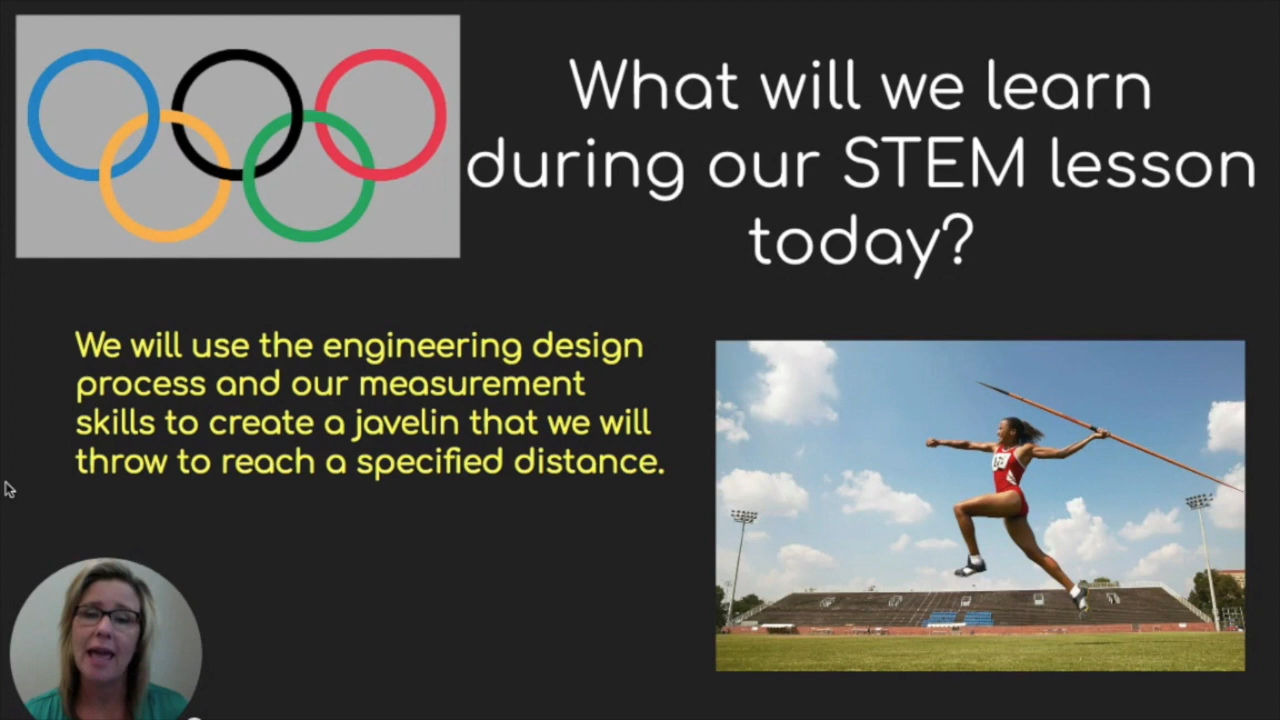 What will we learn
during our STEM lesson
today?
We will use the engineering design
process and our measurement
skills to create a javelin that we will
throw to reach a specified distance.